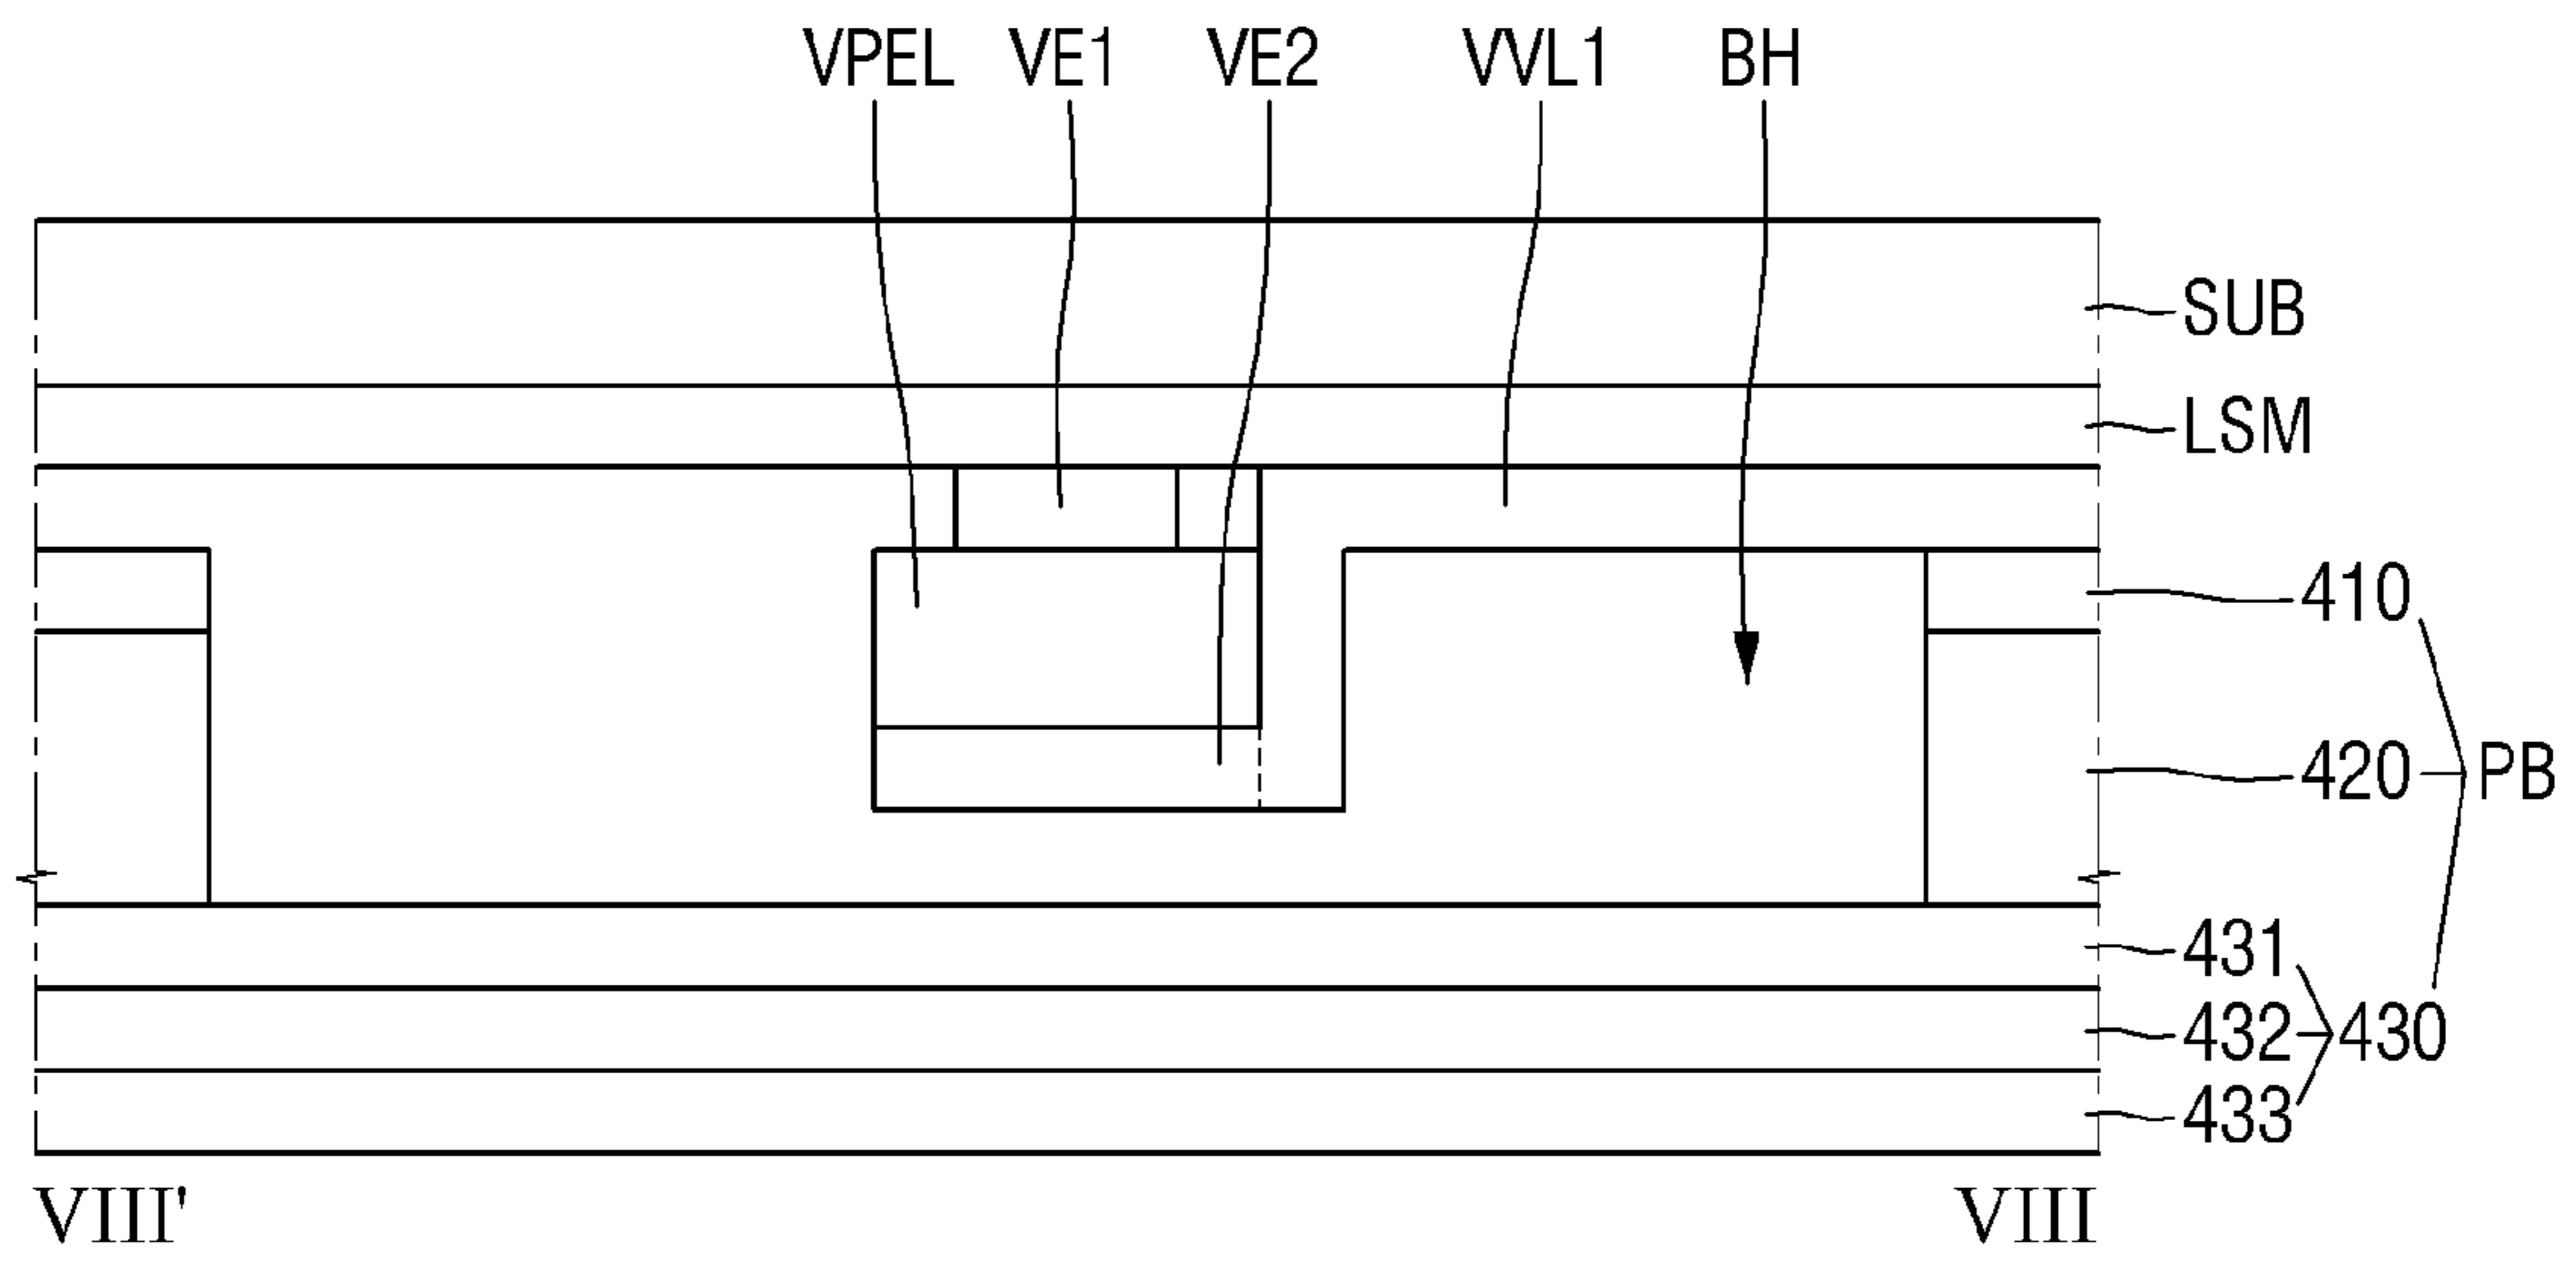 VPEL VE1 VE2 VVL1 BH
SUB
LSM
410
420 PB
431
432 430
433
VIII' VIII